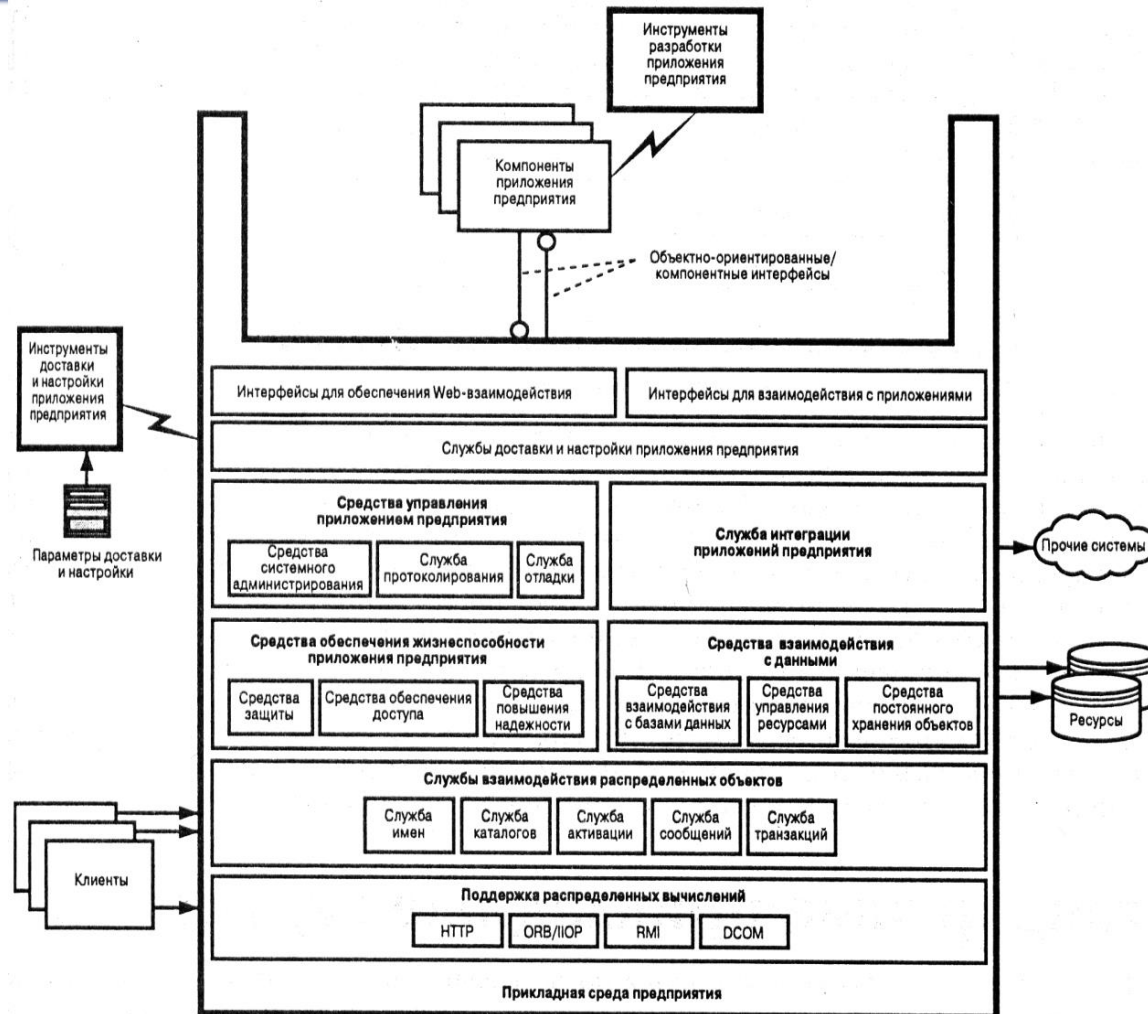 Инструменты
разработки
приложения
предприятия
Компоненты
приложения
предприятия
Объектно-ориентированные/
компонентные интерфейсы
Инструменты
доставки
и настройки
приложения
предприятия
Параметры доставки
и настройки
Интерфейсы для обеспечения Web-взаимодействия
Интерфейсы для взаимодействия с приложениями
Службы доставки и настройки приложения предприятия
Средства управления
приложением предприятия
Средства
системного
администрирования
Служба
протоколирования
Служба
отладки
Служба интеграции
приложений предприятия
Прочие системы
Средства обеспечения жизнеспособности
приложения предприятия
Средства
защиты
Средства обеспечения
доступа
Средства
повышения
надежности
Средства взаимодействия
с данными
Средства
взаимодействия
с базами данных
Средства
управления
ресурсами
Средства
постоянного
хранения объектов
Ресурсы
Службы взаимодействия распределенных объектов
Служба
имен
Служба
каталогов
Служба
активации
Служба
сообщений
Служба
транзакций
Клиенты
Поддержка распределенных вычислений
HTTP
ORB/IIOP
RMI
DCOM
Прикладная среда предприятия